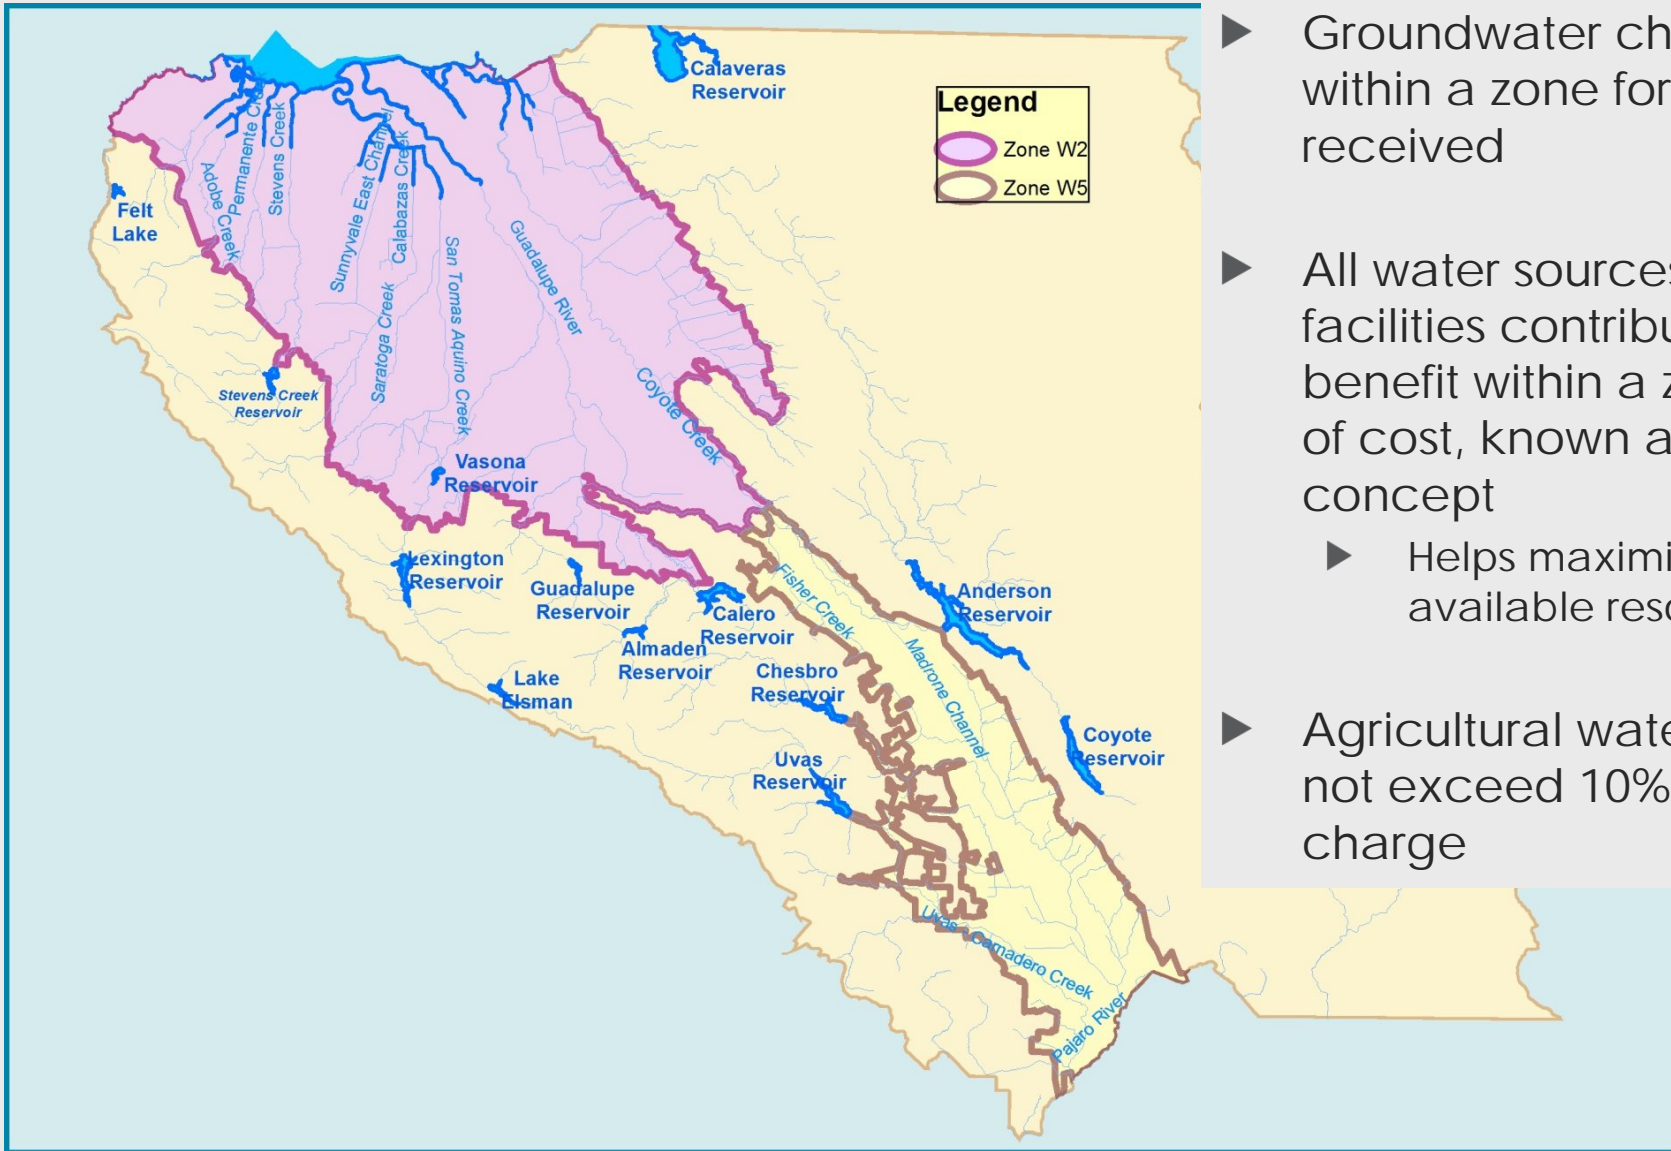 Calaveras
Reservoir
Legend
Zone W2
Zone W5
Felt
Lake
Adobe Creek
Permanente
Stevens Creek
Sunnyvale East Channel
Calabazas Creek
Saratoga Creek
San Tomas Aquino Creek
Guadalupe River
Coyote Creek
Stevens Creek
Reservoir
Vasona
Reservoir
Lexington
Reservoir
Guadalupe
Reservoir
Almaden
Reservoir
Calero
Reservoir
Lake
Elsman
Chesbro
Reservoir
Uvas
Reservoir
Fisher Creek
Madrone Channel
Anderson
Reservoir
Coyote
Reservoir
Uvas - Carnadero Creek
Pajaro River
Groundwater ch
within a zone for
received
All water sources
facilities contribu
benefit within a z
of cost, known a
concept
Helps maximi
available reso
Agricultural wate
not exceed 10%
charge